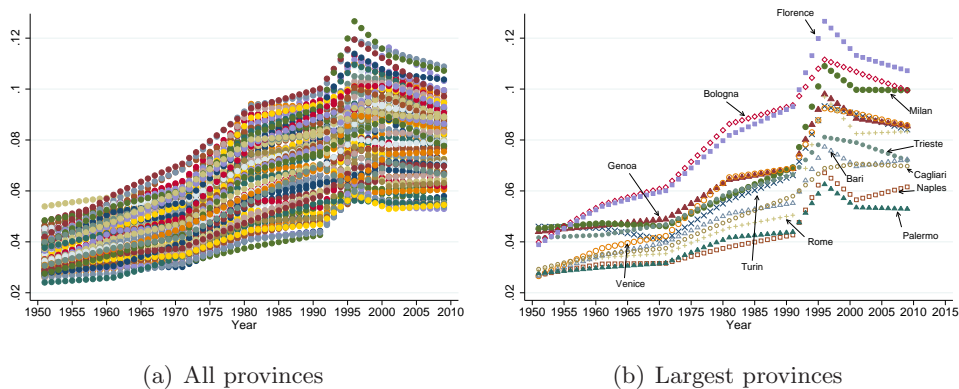 .12
.1
.08
.06
.04
.02
1950 1955 1960 1965 1970 1975 1980 1985 1990 1995 2000 2005 2010
Year
(a) All provinces
.12
.1
.08
.06
.04
.02
Florence
Bologna
Milan
Trieste
Genoa
Bari
Cagliari
Naples
Palermo
Rome
Turin
Venice
1950 1955 1960 1965 1970 1975 1980 1985 1990 1995 2000 2005 2010 2015
Year
(b) Largest provinces